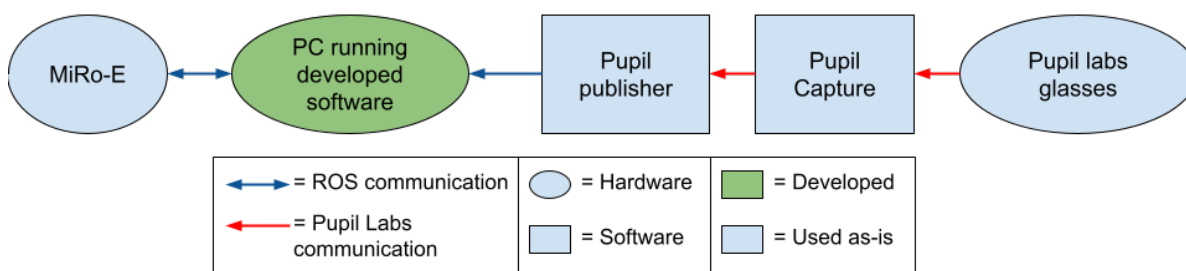 MiRo-E
PC running
developed
software
Pupil
publisher
Pupil
Capture
Pupil labs
glasses
= ROS communication
= Pupil Labs
communication
= Hardware
= Software
= Developed
= Used as-is